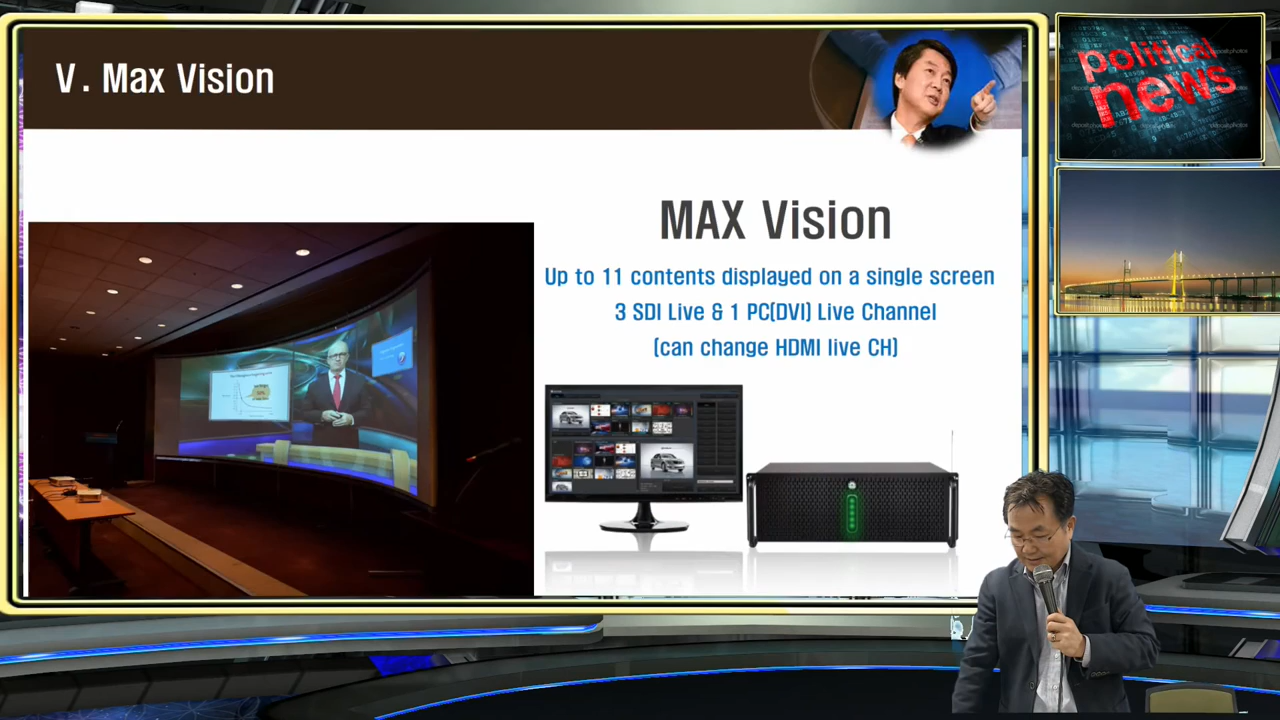 V. Max Vision
MAX Vision
Up to 11 contents displayed on a single screen
3 SDI Live & 1 PC(DVI) Live Channel
(can change HDMI live CH)
political
news